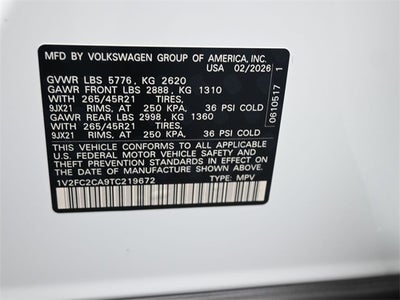 MFD. BY VOLKSWAGEN GROUP OF AMERICA, INC.
USA 02/2026
GVWR LBS 5776, KG 2620
GAWR FRONT LBS 2888, KG 1310
WITH 265/45R21 TIRES,
9JX21 RIMS, AT 250 KPA, 36 PSI COLD
GAWR REAR LBS 2998, KG 1360
WITH 265/45R21 TIRES,
9JX21 RIMS, AT 250 KPA, 36 PSI COLD
THIS VEHICLE CONFORMS TO ALL APPLICABLE
U.S. FEDERAL MOTOR VEHICLE SAFETY, BUMPER AND
THEFT PREVENTION STANDARDS IN EFFECT ON
THE DATE OF MANUFACTURE SHOWN ABOVE.
1V2FC2CA9TC219672 TYPE: MPV
0610517 1